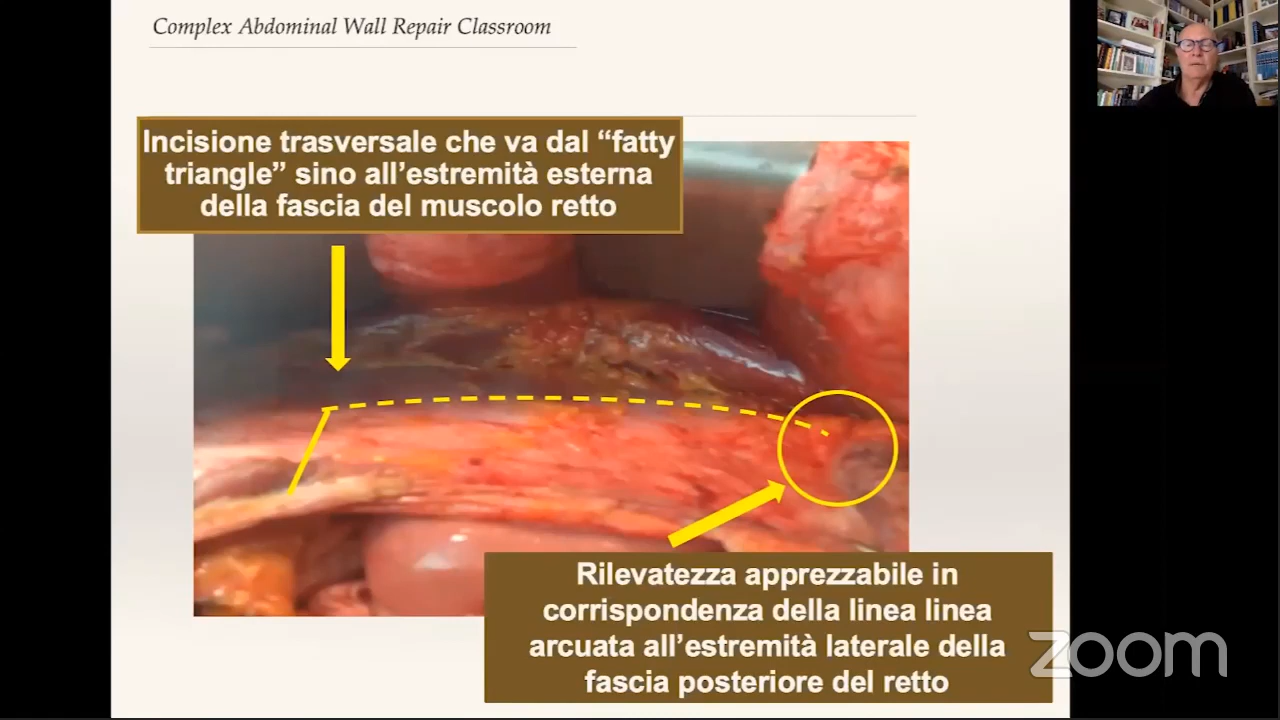 Complex Abdominal Wall Repair Classroom
Incisione trasversale che va dal “fatty
triangle” sino all’estremità esterna
della fascia del muscolo retto
Rilevatezza apprezzabile in
corrispondenza della linea linea
arcuata all’estremità laterale della
fascia posteriore del retto
zoom